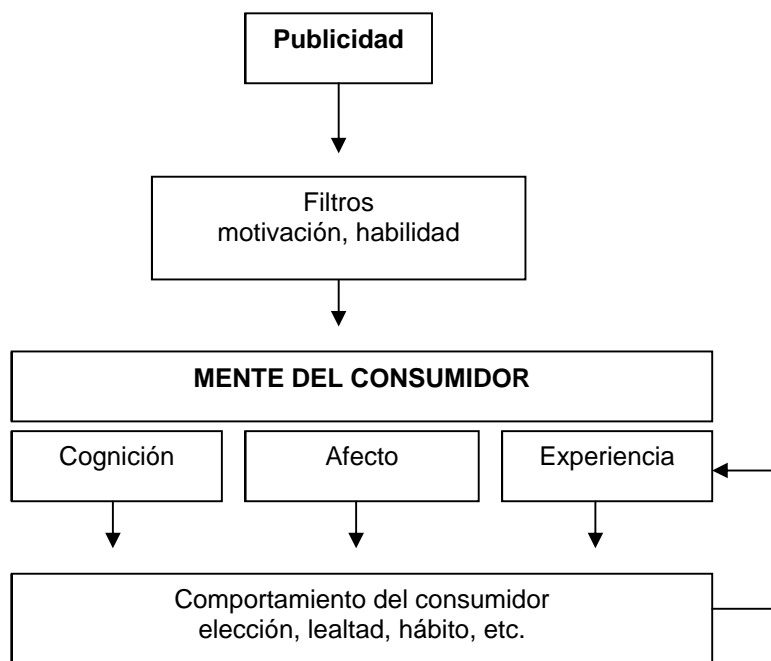 Publicidad
Filtros
motivación, habilidad
MENTE DEL CONSUMIDOR
Cognición
Afecto
Experiencia
Comportamiento del consumidor
elección, lealtad, hábito, etc.